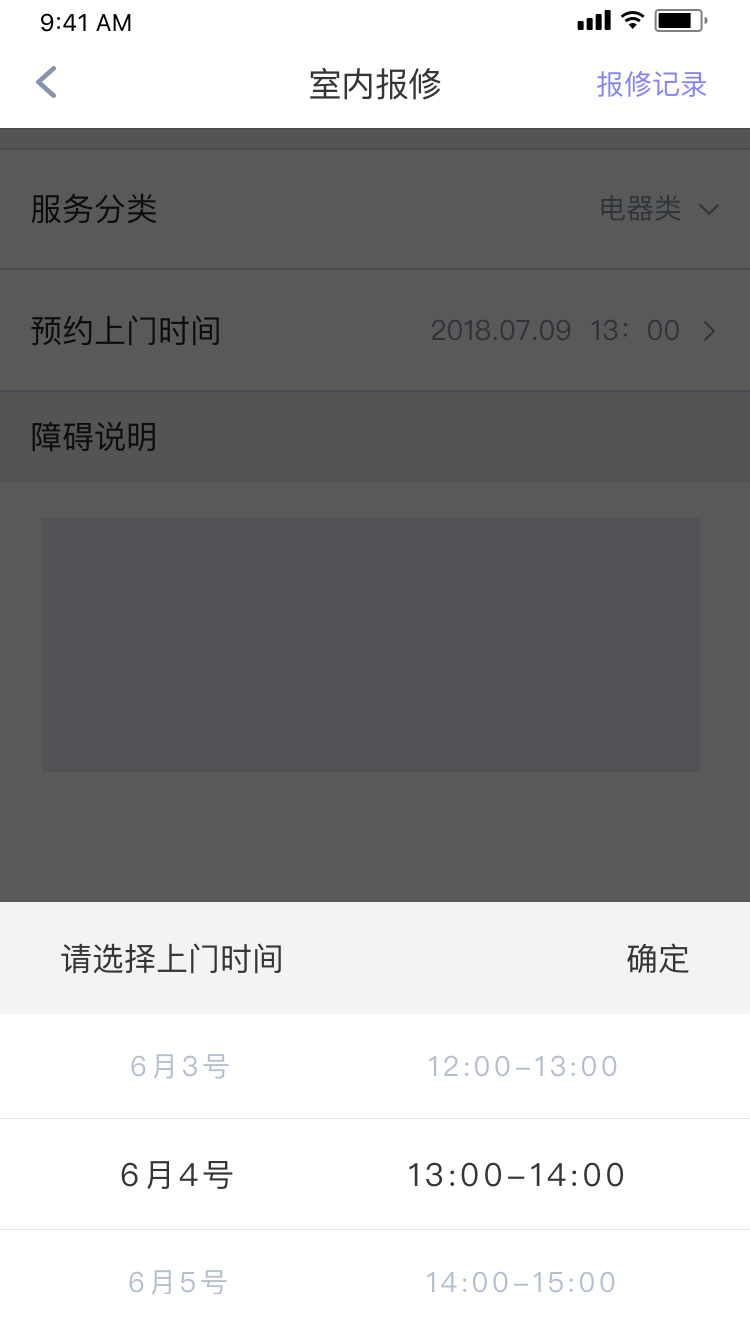 9:41 AM
室内报修 报修记录
服务分类 电器类
预约上门时间 2018.07.09 13：00
障碍说明
请选择上门时间 确定
6月3号 12:00–13:00
6月4号 13:00–14:00
6月5号 14:00–15:00